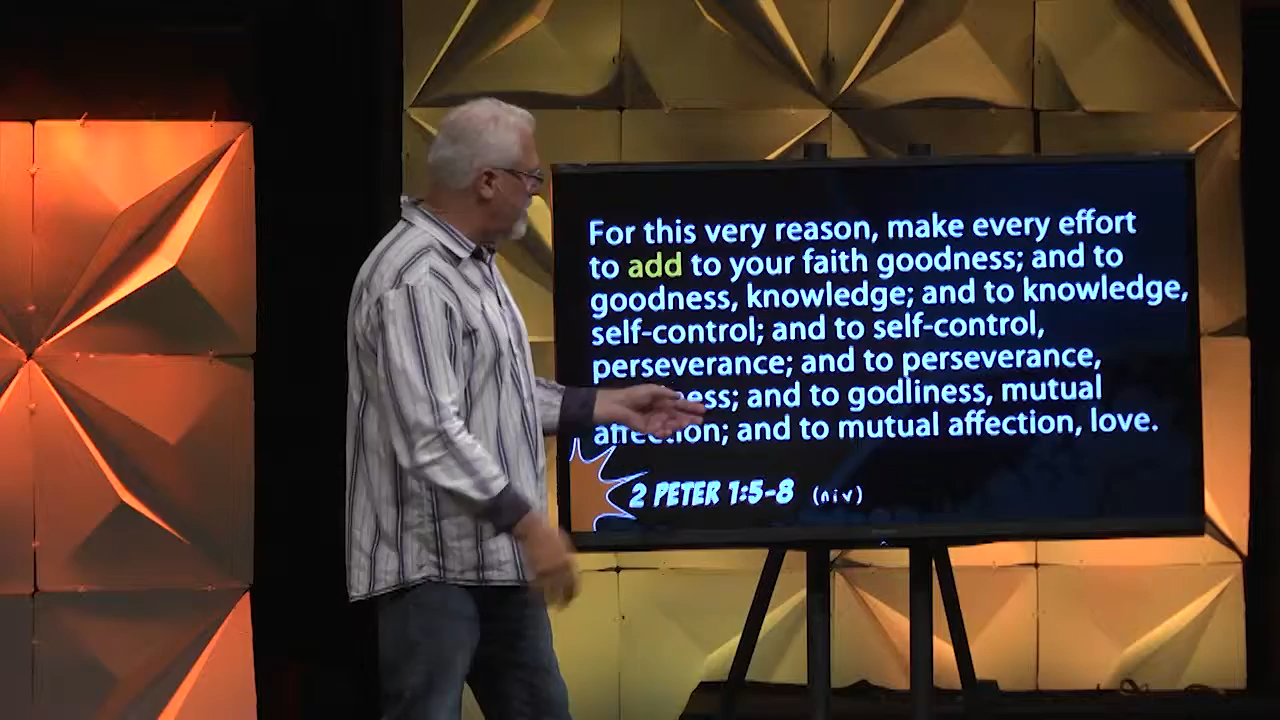 For this very reason, make every effort
to add to your faith goodness; and to
goodness, knowledge; and to knowledge,
self-control; and to self-control,
perseverance; and to perseverance,
ness; and to godliness, mutual
affection; and to mutual affection, love.
2 PETER 1:5-8 (niv)